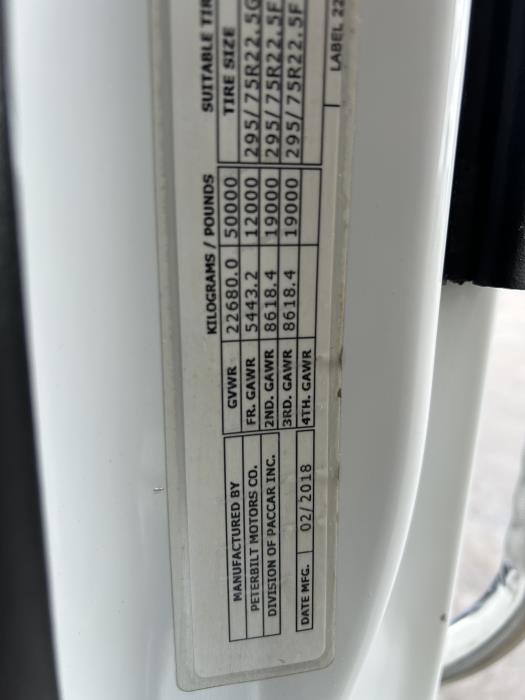 MANUFACTURED BY
PETERBILT MOTORS CO.
DIVISION OF PACCAR INC.
DATE MFG. 02/2018
KILOGRAMS / POUNDS
SUITABLE
TIRE SIZE
GVWR 22680.0 50000
FR. GAWR 5443.2 12000 295/75R22.5G
2ND. GAWR 8618.4 19000 295/75R22.5F
3RD. GAWR 8618.4 19000 295/75R22.5F
4TH. GAWR
LABEL